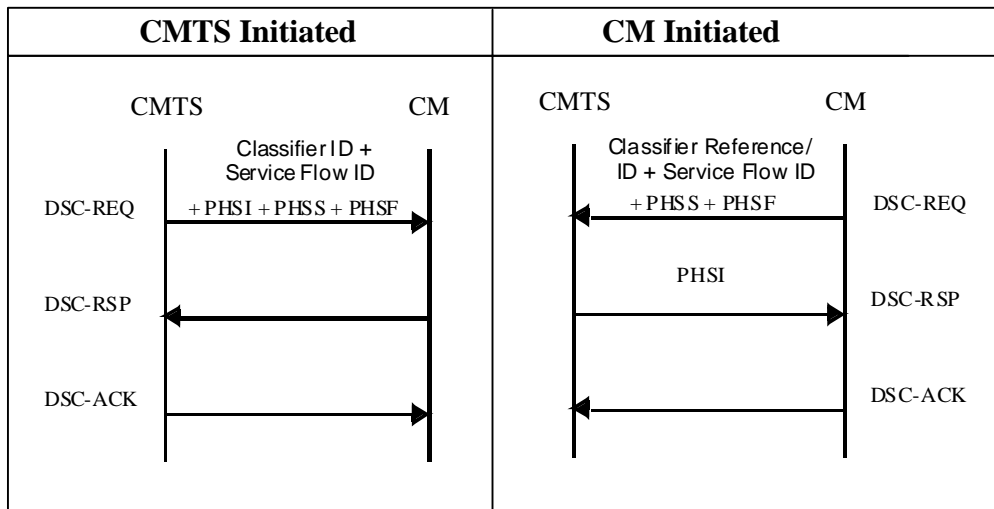 CMTS Initiated
CM Initiated
CMTS
CM
Classifier ID +
Service Flow ID
DSC-REQ
+ PHSI + PHSS + PHSF
DSC-RSP
DSC-ACK
CMTS
CM
Classifier Reference/
ID + Service Flow ID
+ PHSS + PHSF
DSC-REQ
PHSI
DSC-RSP
DSC-ACK